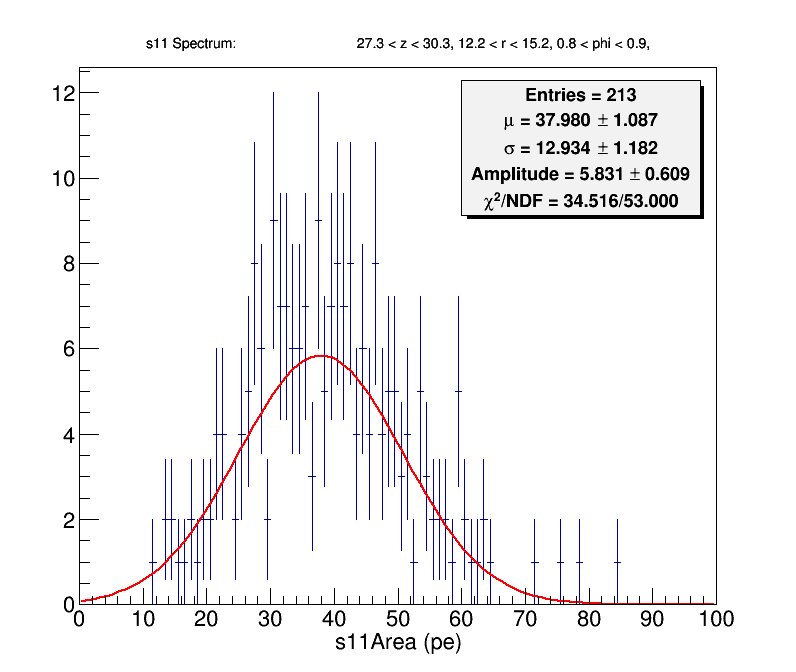 s11 Spectrum: 27.3 < z < 30.3, 12.2 < r < 15.2, 0.8 < phi < 0.9,
Entries = 213
μ = 37.980 ± 1.087
σ = 12.934 ± 1.182
Amplitude = 5.831 ± 0.609
χ²/NDF = 34.516/53.000
12
10
8
6
4
2
0
0 10 20 30 40 50 60 70 80 90 100
s11Area (pe)